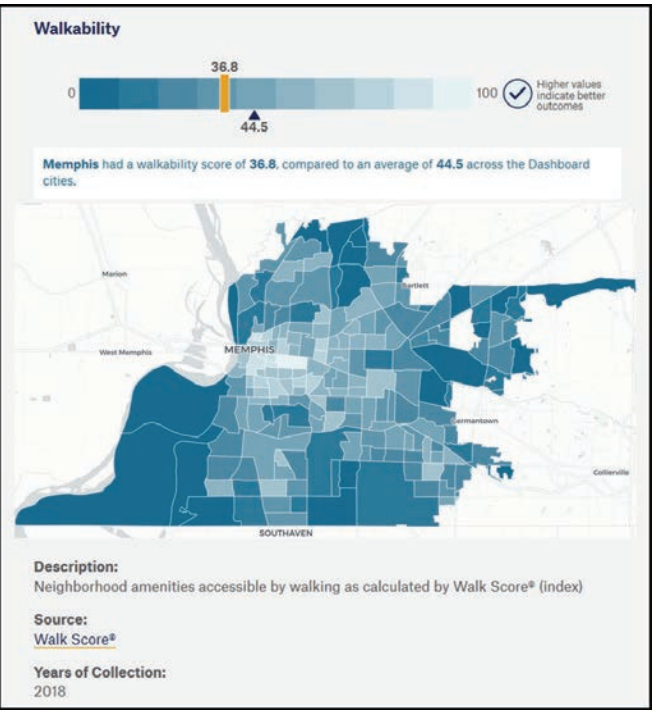 Walkability
36.8
0
100
Higher values
indicate better
outcomes
44.5
Memphis had a walkability score of 36.8, compared to an average of 44.5 across the Dashboard
cities.
Marion
Bartlett
West Memphis
MEMPHIS
Germantown
Collierville
SOUTHAVEN
Description:
Neighborhood amenities accessible by walking as calculated by Walk Score® (index)
Source:
Walk Score®
Years of Collection:
2018